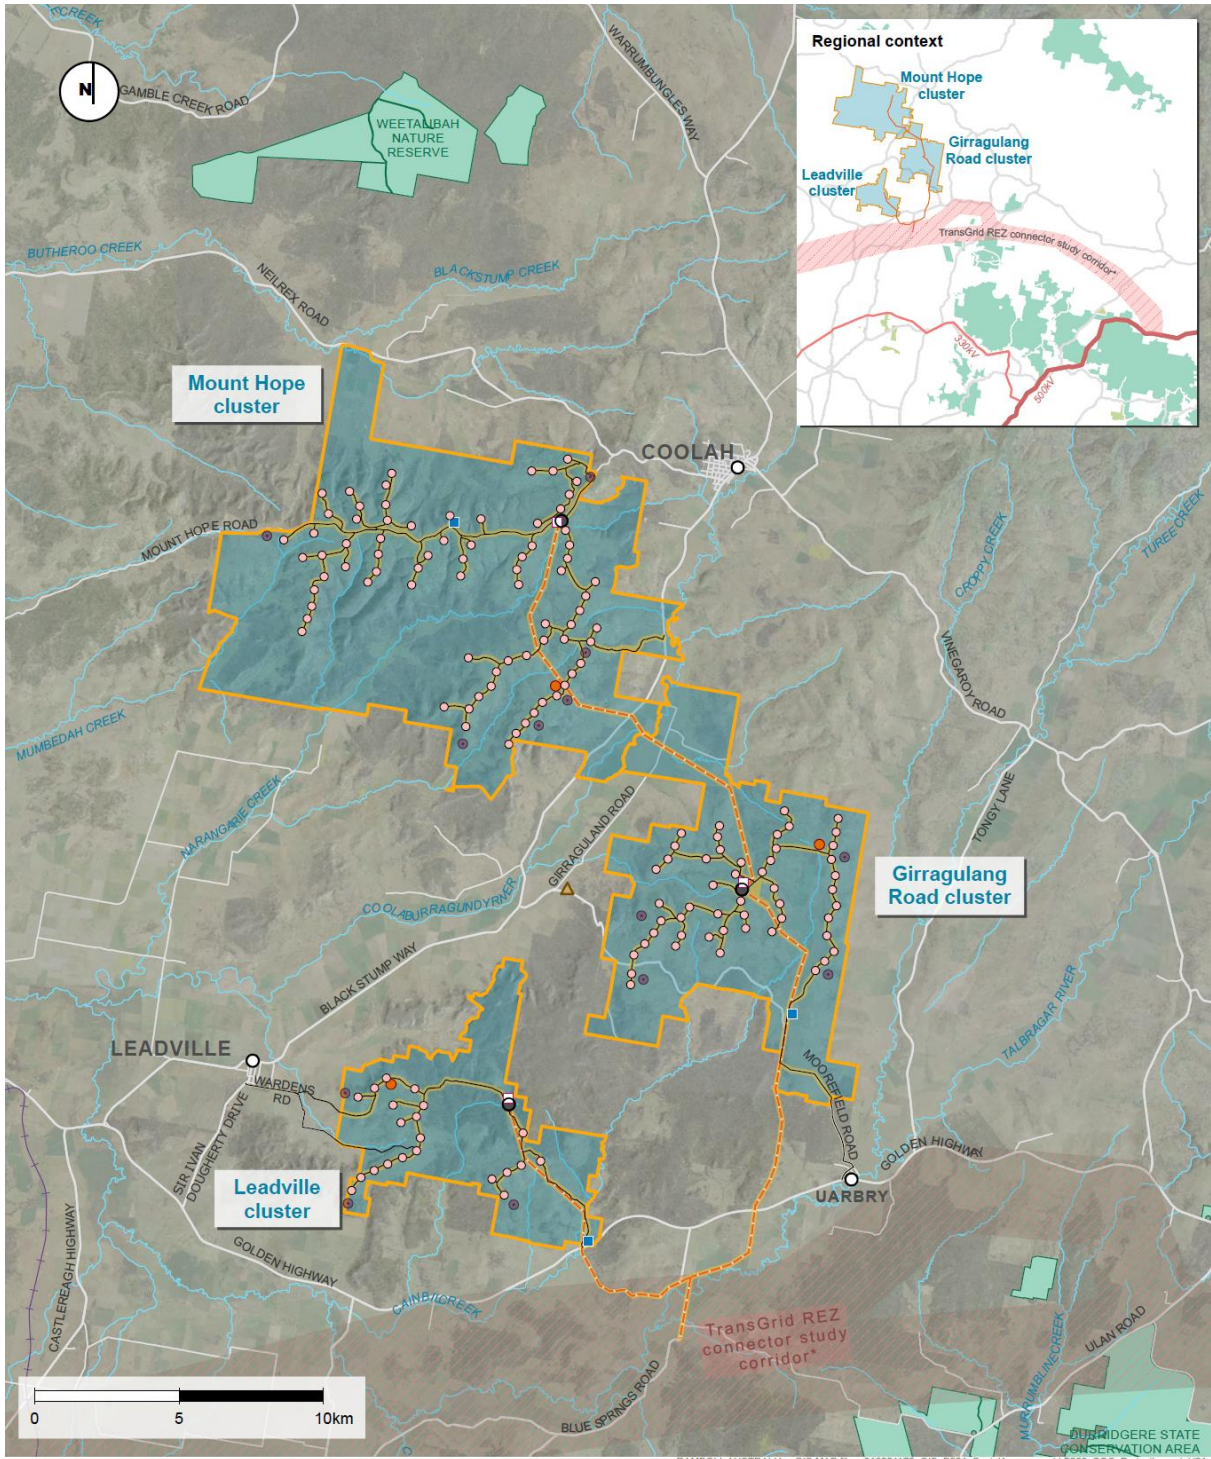 Regional context
Mount Hope
cluster
Girragulang
Road cluster
Leadville
cluster
TransGrid REZ connector study corridor*
330kV
500kV
N
GAMBLE CREEK ROAD
WEETALIBAH
NATURE
RESERVE
WARRUMBUNGLES WAY
BUTHEROO CREEK
NEILREX ROAD
BLACKSTUMP CREEK
Mount Hope
cluster
COOLAH
MOUNT HOPE ROAD
CROPPY CREEK
TUREE CREEK
VINEGAROY ROAD
MUMBEDAH CREEK
NARANGARIE CREEK
TONGY LANE
GIRRAGULAND ROAD
COOLABURRAGUNDY RIVER
Girragulang
Road cluster
BLACK STUMP WAY
TALBRAGAR RIVER
LEADVILLE
WARDENS
RD
SIR IVAN
DOUGHERTY DRIVE
MOOREFIELD ROAD
GOLDEN HIGHWAY
Leadville
cluster
UARBRY
CASTLEREAGH HIGHWAY
GOLDEN HIGHWAY
CAINBIL CREEK
TransGrid REZ
connector study
corridor*
MURRUMBLINE CREEK
ULAN ROAD
BLUE SPRINGS ROAD
0 5 10km
DURRIDGERE STATE
CONSERVATION AREA